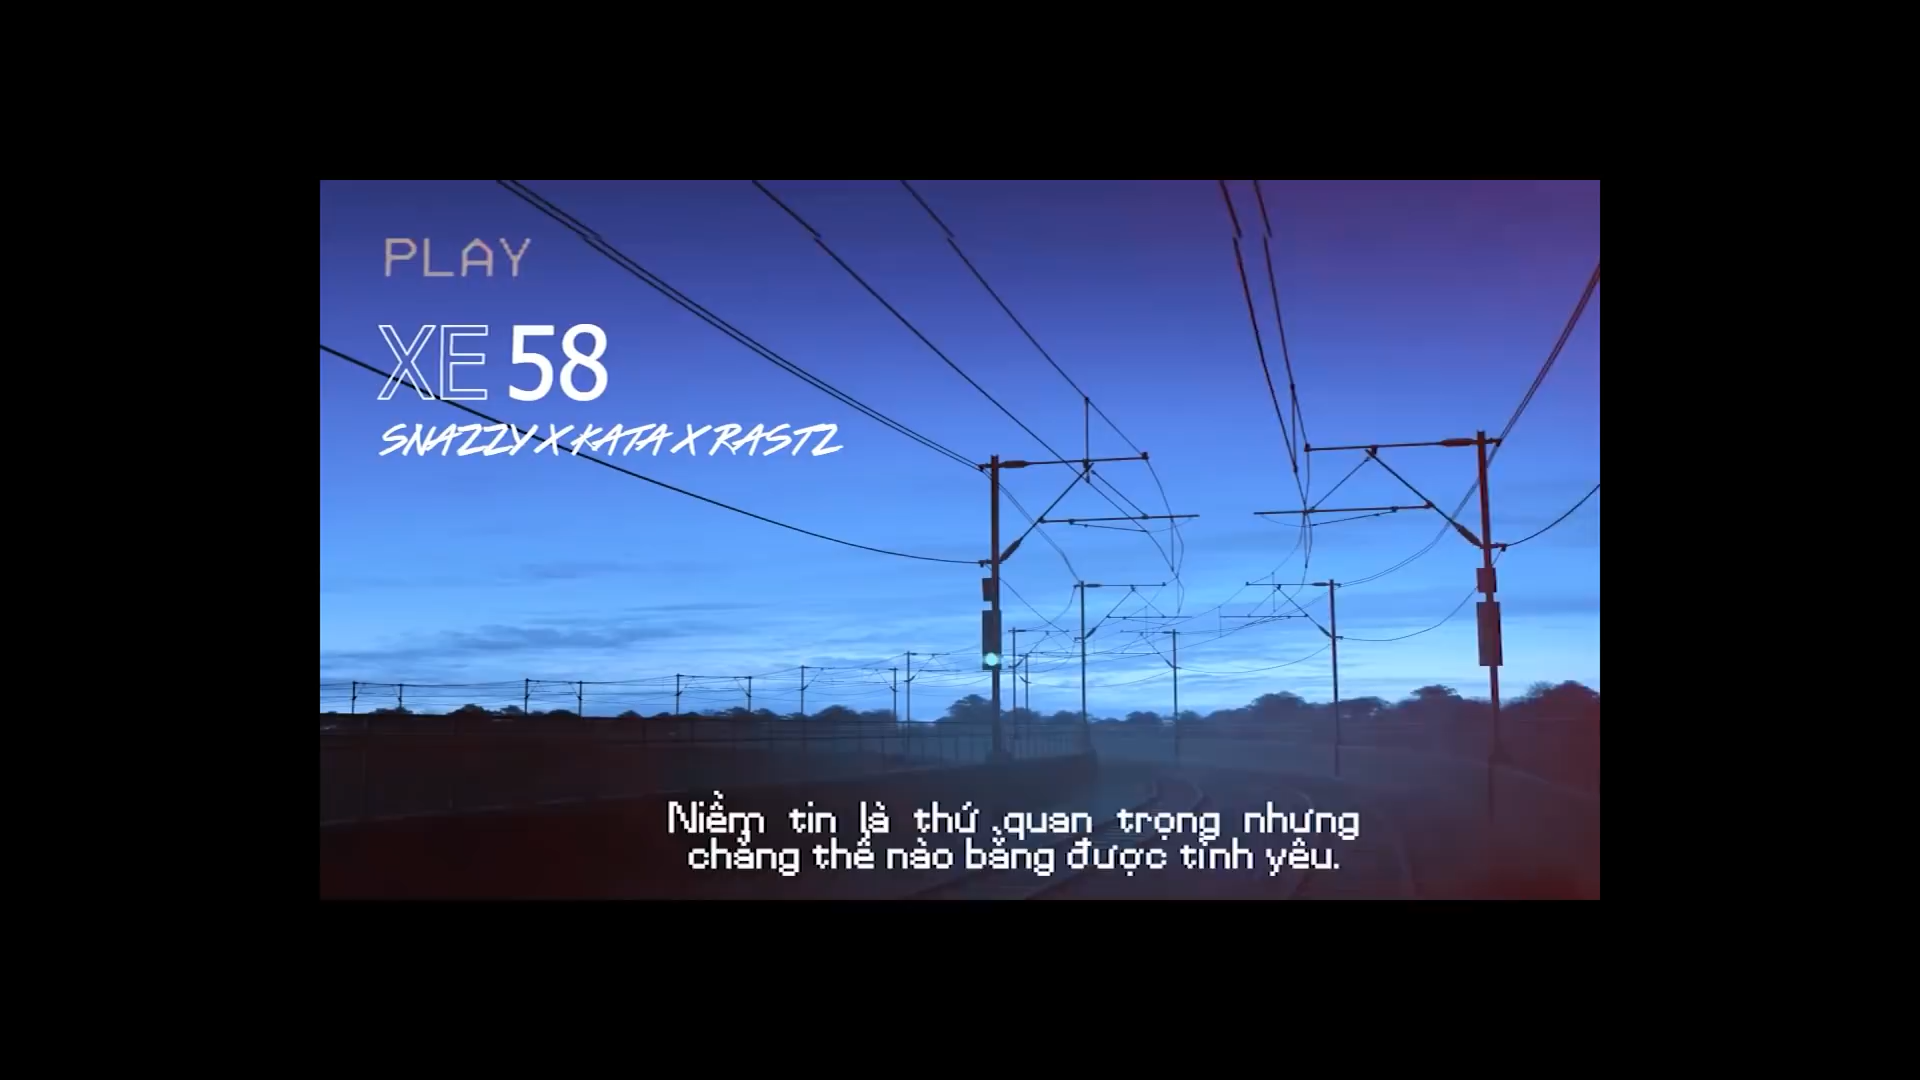 PLAY
XE 58
SNAZZY X KATA X RASTZ
Niềm tin là thứ quan trọng nhưng
chẳng thể nào bằng được tình yêu.